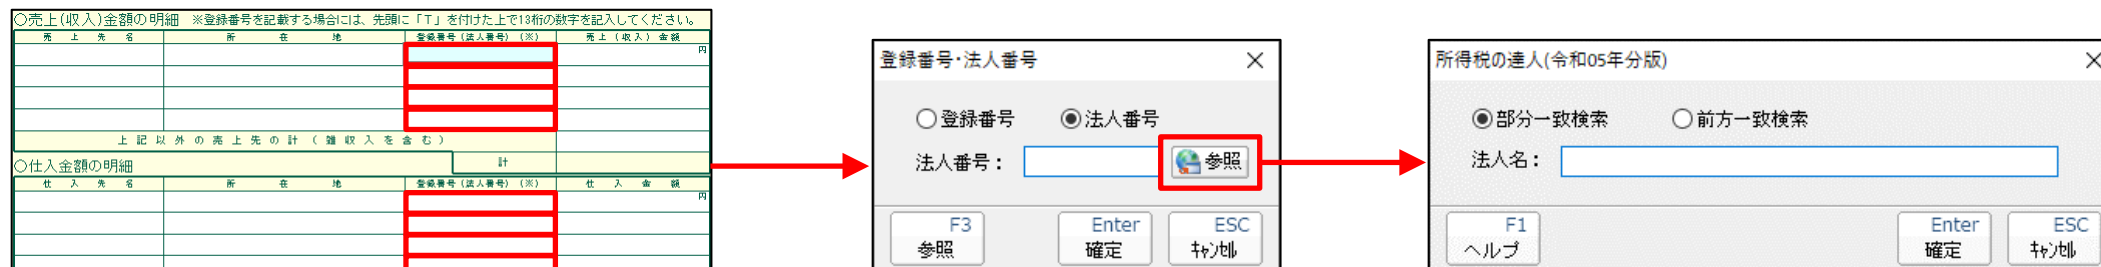 ○売上(収入)金額の明細 ※登録番号を記載する場合には、先頭に「T」を付けた上で13桁の数字を記入してください。
売上先名 所在地 登録番号(法人番号)(※) 売上(収入)金額
円
上記以外の売上先の計(雑収入を含む)
計
○仕入金額の明細
仕入先名 所在地 登録番号(法人番号)(※) 仕入金額
円
登録番号･法人番号
登録番号 法人番号
法人番号： 参照
F3 Enter ESC
参照 確定 ｷｬﾝｾﾙ
所得税の達人(令和05年分版)
部分一致検索 前方一致検索
法人名：
F1 Enter ESC
ヘルプ 確定 ｷｬﾝｾﾙ